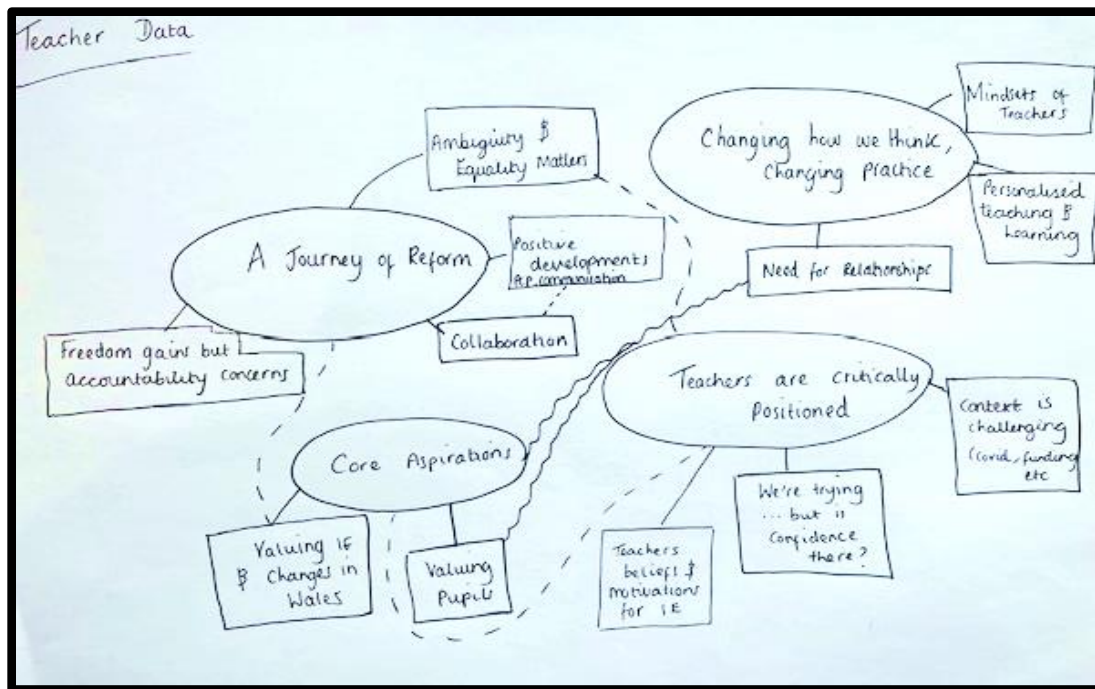 Teacher Data
Ambiguity &
Equality Matters
A Journey of Reform
Positive
developments
Collaboration
Freedom gains but
accountability concerns
Changing how we think,
Changing Practice
Mindsets of
Teachers
Personalised
teaching &
Learning
Need for Relationships
Teachers are critically
Positioned
Context is
challenging
(Covid, funding
etc
We're trying
... but is
confidence
there?
Teachers
beliefs &
motivations
for IE
Core Aspirations
Valuing IE
& Changes in
Wales
Valuing
Pupils